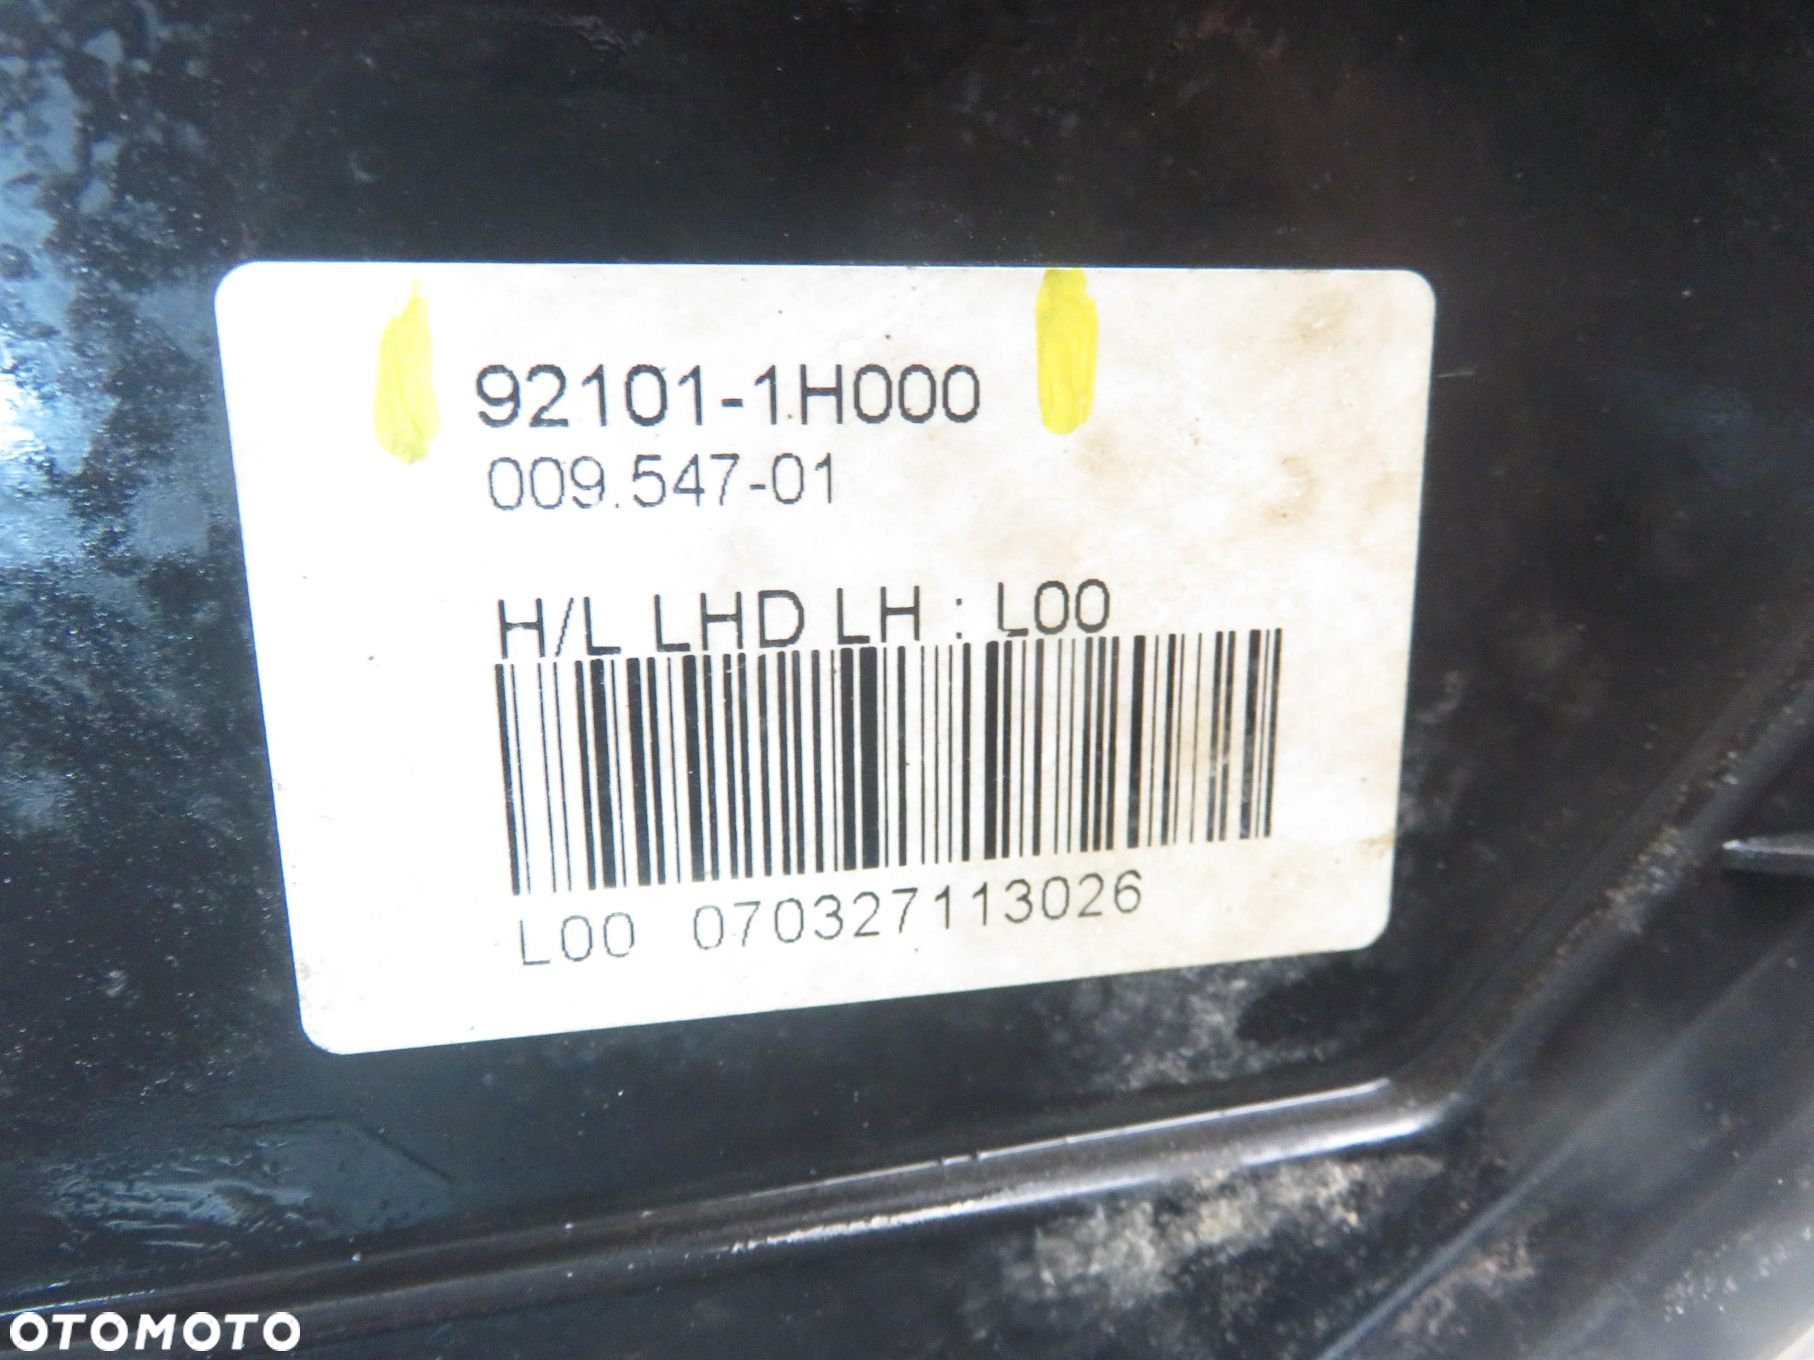 92101-1H000
009.547-01
H/L LHD LH : L00
L00 070327113026
OTOMOTO